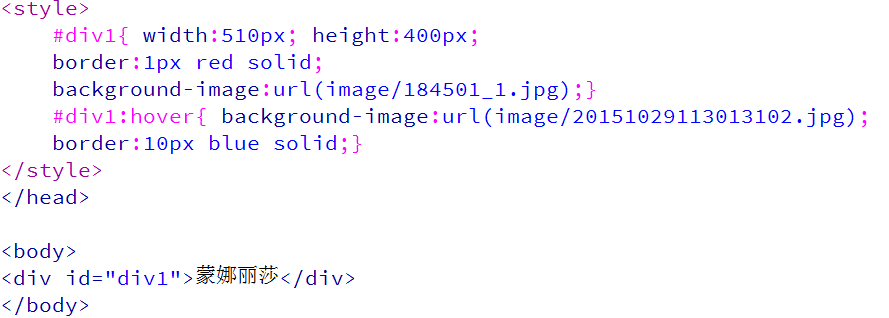 <style>
#div1{ width:510px; height:400px;
border:1px red solid;
background-image:url(image/184501_1.jpg);}
#div1:hover{ background-image:url(image/20151029113013102.jpg);
border:10px blue solid;}
</style>
</head>
<body>
<div id="div1">蒙娜丽莎</div>
</body>